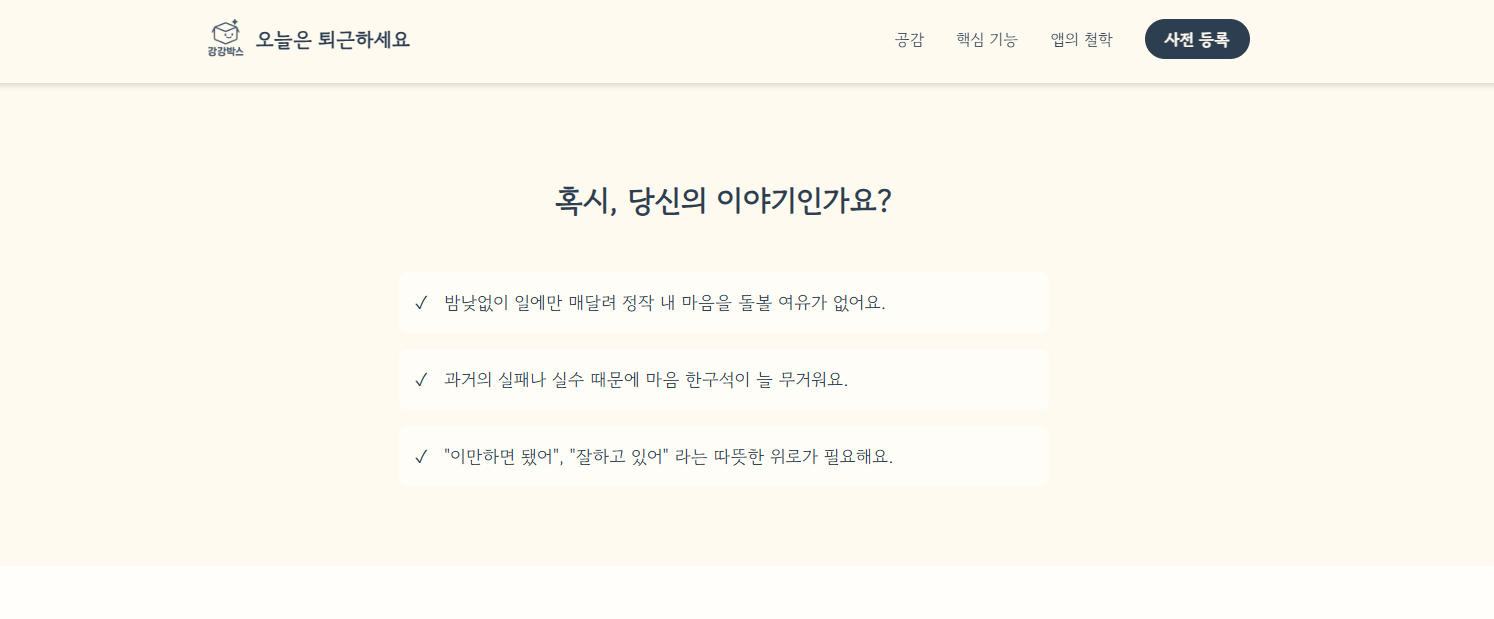 강강박스
오늘은 퇴근하세요
공감
핵심 기능
앱의 철학
사전 등록
혹시, 당신의 이야기인가요?
✓ 밤낮없이 일에만 매달려 정작 내 마음을 돌볼 여유가 없어요.
✓ 과거의 실패나 실수 때문에 마음 한구석이 늘 무거워요.
✓ "이만하면 됐어", "잘하고 있어" 라는 따뜻한 위로가 필요해요.